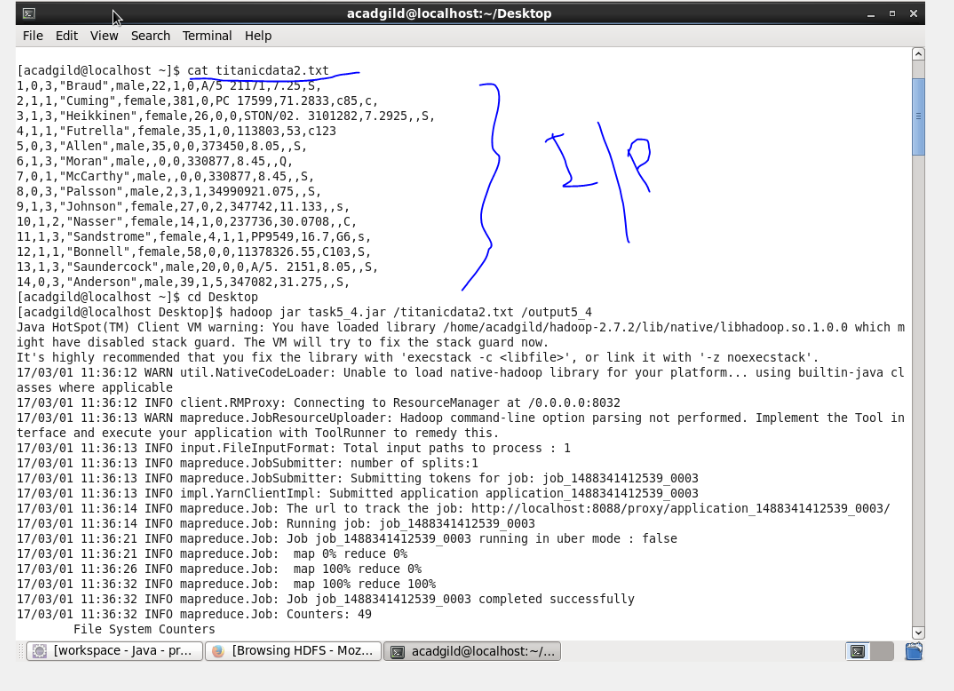 acadgild@localhost:~/Desktop
File Edit View Search Terminal Help
[acadgild@localhost ~]$ cat titanicdata2.txt
1,0,3,"Braud",male,22,1,0,A/5 21171,7.25,S,
2,1,1,"Cuming",female,381,0,PC 17599,71.2833,c85,c,
3,1,3,"Heikkinen",female,26,0,0,STON/02. 3101282,7.2925,,S,
4,1,1,"Futrella",female,35,1,0,113803,53,c123
5,0,3,"Allen",male,35,0,0,373450,8.05,,S,
6,1,3,"Moran",male,,0,0,330877,8.45,,Q,
7,0,1,"McCarthy",male,,0,0,330877,8.45,,S,
8,0,3,"Palsson",male,2,3,1,34990921.075,,S,
9,1,3,"Johnson",female,27,0,2,347742,11.133,,s,
10,1,2,"Nasser",female,14,1,0,237736,30.0708,,C,
11,1,3,"Sandstrome",female,4,1,1,PP9549,16.7,G6,s,
12,1,1,"Bonnell",female,58,0,0,11378326.55,C103,S,
13,1,3,"Saundercock",male,20,0,0,A/5. 2151,8.05,,S,
14,0,3,"Anderson",male,39,1,5,347082,31.275,,S,
I/P
[acadgild@localhost ~]$ cd Desktop
[acadgild@localhost Desktop]$ hadoop jar task5_4.jar /titanicdata2.txt /output5_4
Java HotSpot(TM) Client VM warning: You have loaded library /home/acadgild/hadoop-2.7.2/lib/native/libhadoop.so.1.0.0 which m
ight have disabled stack guard. The VM will try to fix the stack guard now.
It's highly recommended that you fix the library with 'execstack -c <libfile>', or link it with '-z noexecstack'.
17/03/01 11:36:12 WARN util.NativeCodeLoader: Unable to load native-hadoop library for your platform... using builtin-java cl
asses where applicable
17/03/01 11:36:12 INFO client.RMProxy: Connecting to ResourceManager at /0.0.0.0:8032
17/03/01 11:36:13 WARN mapreduce.JobResourceUploader: Hadoop command-line option parsing not performed. Implement the Tool in
terface and execute your application with ToolRunner to remedy this.
17/03/01 11:36:13 INFO input.FileInputFormat: Total input paths to process : 1
17/03/01 11:36:13 INFO mapreduce.JobSubmitter: number of splits:1
17/03/01 11:36:13 INFO mapreduce.JobSubmitter: Submitting tokens for job: job_1488341412539_0003
17/03/01 11:36:13 INFO impl.YarnClientImpl: Submitted application application_1488341412539_0003
17/03/01 11:36:14 INFO mapreduce.Job: The url to track the job: http://localhost:8088/proxy/application_1488341412539_0003/
17/03/01 11:36:14 INFO mapreduce.Job: Running job: job_1488341412539_0003
17/03/01 11:36:21 INFO mapreduce.Job: Job job_1488341412539_0003 running in uber mode : false
17/03/01 11:36:21 INFO mapreduce.Job:  map 0% reduce 0%
17/03/01 11:36:26 INFO mapreduce.Job:  map 100% reduce 0%
17/03/01 11:36:32 INFO mapreduce.Job:  map 100% reduce 100%
17/03/01 11:36:32 INFO mapreduce.Job: Job job_1488341412539_0003 completed successfully
17/03/01 11:36:32 INFO mapreduce.Job: Counters: 49
File System Counters
[workspace - Java - pr... [Browsing HDFS - Moz... acadgild@localhost:~/...